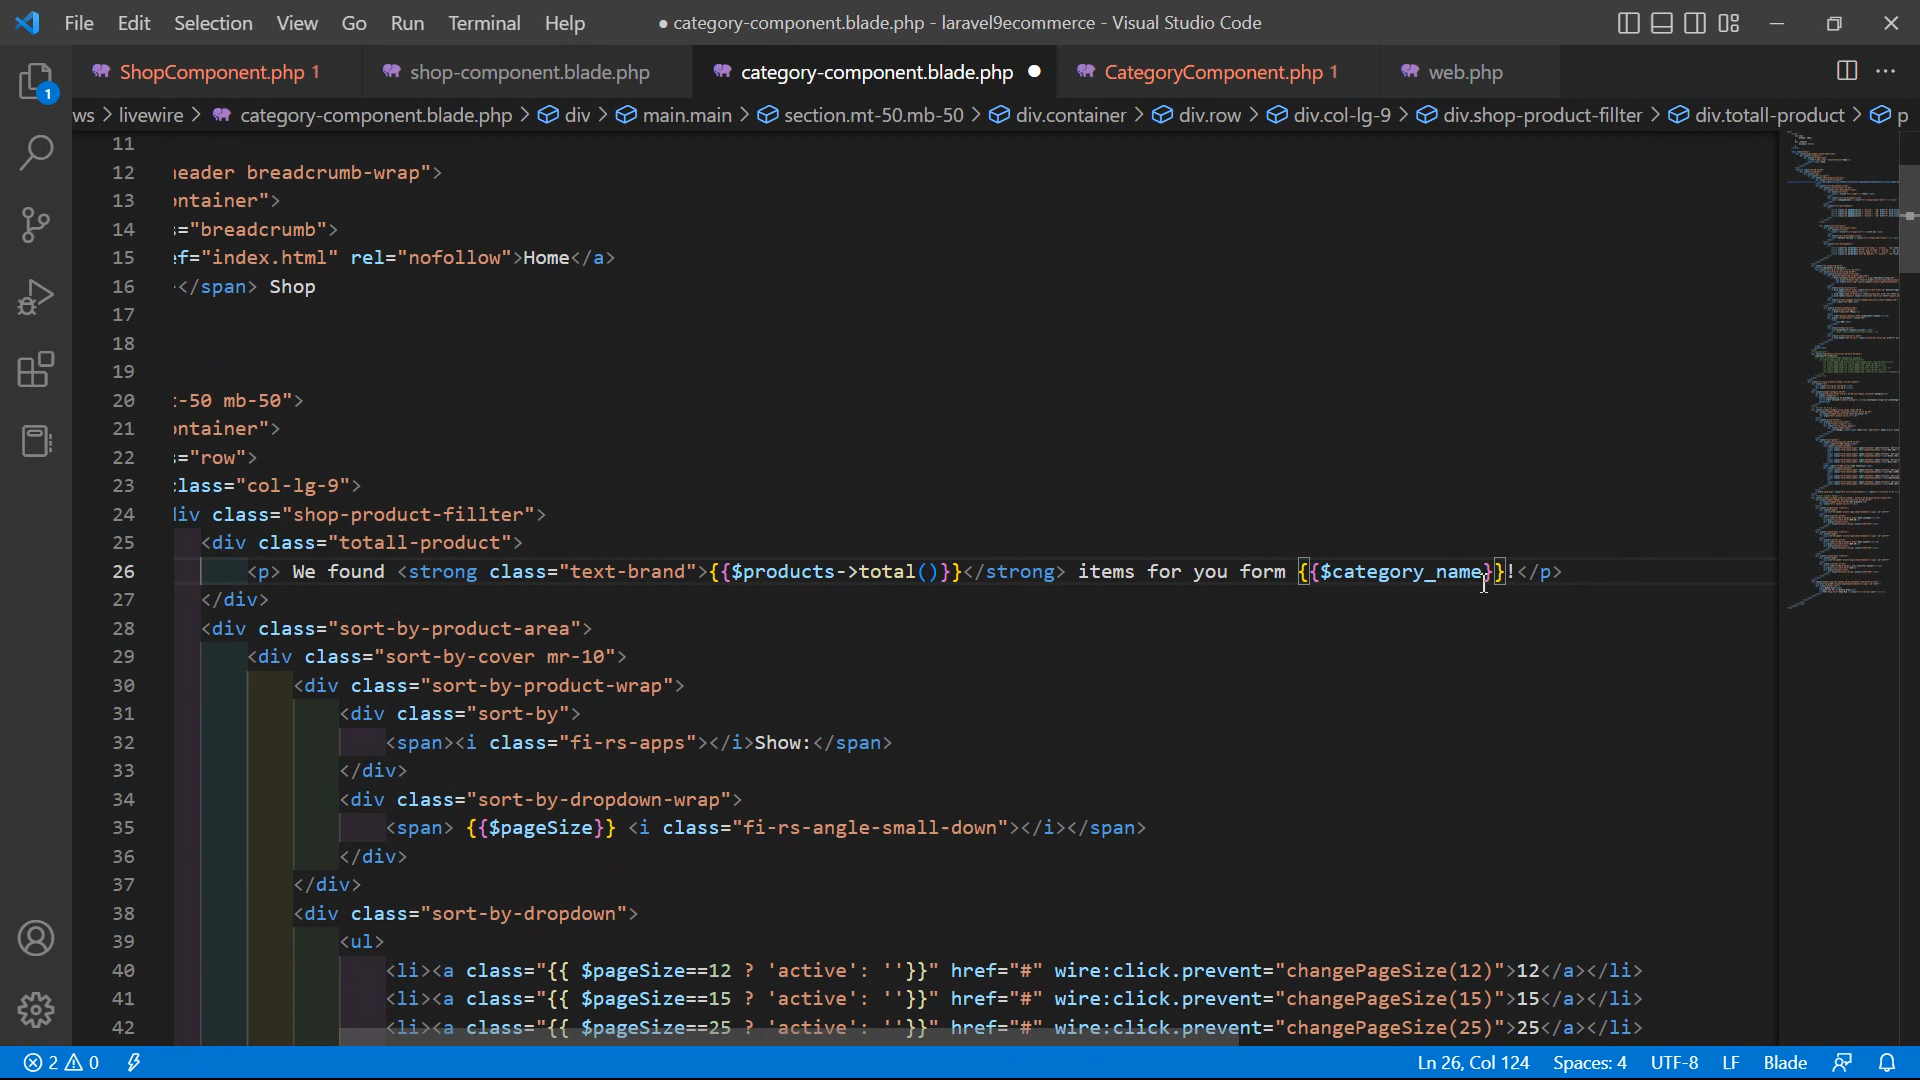 File Edit Selection View Go Run Terminal Help ● category-component.blade.php - laravel9ecommerce - Visual Studio Code
ShopComponent.php 1 shop-component.blade.php category-component.blade.php CategoryComponent.php 1 web.php
1
ws > livewire > category-component.blade.php > div > main.main > section.mt-50.mb-50 > div.container > div.row > div.col-lg-9 > div.shop-product-fillter > div.totall-product > p
11
12 header breadcrumb-wrap">
13 ontainer">
14 s="breadcrumb">
15 ef="index.html" rel="nofollow">Home</a>
16 </span> Shop
17
18
19
20 t-50 mb-50">
21 ontainer">
22 s="row">
23 class="col-lg-9">
24 div class="shop-product-fillter">
25 <div class="totall-product">
26 <p> We found <strong class="text-brand">{{$products->total()}}</strong> items for you form {{$category_name}}!</p>
27 </div>
28 <div class="sort-by-product-area">
29 <div class="sort-by-cover mr-10">
30 <div class="sort-by-product-wrap">
31 <div class="sort-by">
32 <span><i class="fi-rs-apps"></i>Show:</span>
33 </div>
34 <div class="sort-by-dropdown-wrap">
35 <span> {{$pageSize}} <i class="fi-rs-angle-small-down"></i></span>
36 </div>
37 </div>
38 <div class="sort-by-dropdown">
39 <ul>
40 <li><a class="{{ $pageSize==12 ? 'active': ''}}" href="#" wire:click.prevent="changePageSize(12)">12</a></li>
41 <li><a class="{{ $pageSize==15 ? 'active': ''}}" href="#" wire:click.prevent="changePageSize(15)">15</a></li>
42 <li><a class="{{ $pageSize==25 ? 'active': ''}}" href="#" wire:click.prevent="changePageSize(25)">25</a></li>
2 0 Ln 26, Col 124 Spaces: 4 UTF-8 LF Blade